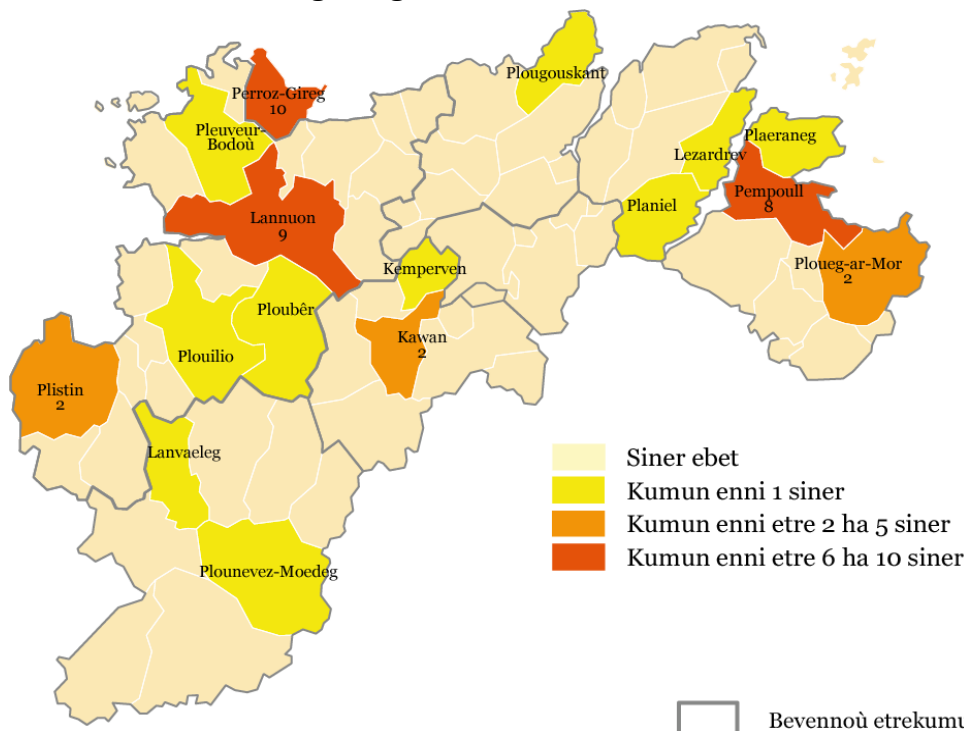 Plougouskant
Perroz-Gireg
10
Pleuveur-
Bodoù
Plaeraneg
Lezardrev
Pempoull
8
Planiel
Lannuon
9
Kemperven
Ploueg-ar-Mor
2
Ploubêr
Kawan
2
Plouilio
Plistin
2
Lanvaeleg
Plounevez-Moedeg
Siner ebet
Kumun enni 1 siner
Kumun enni etre 2 ha 5 siner
Kumun enni etre 6 ha 10 siner
Bevennoù etrekumu